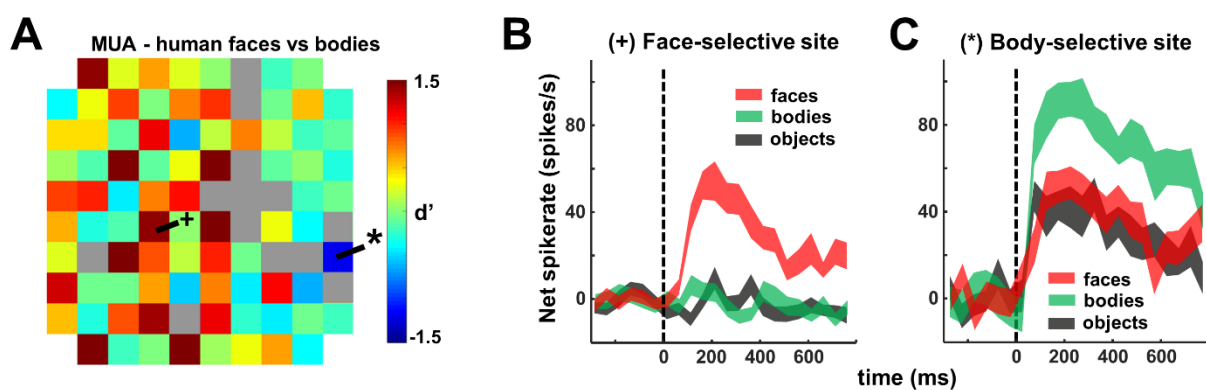 A
MUA - human faces vs bodies
1.5
d'
-1.5
+
*
B
(+) Face-selective site
faces
bodies
objects
Net spikerate (spikes/s)
80
40
0
0 200 400 600
C
(*) Body-selective site
80
40
0
faces
bodies
objects
0 200 400 600
time (ms)